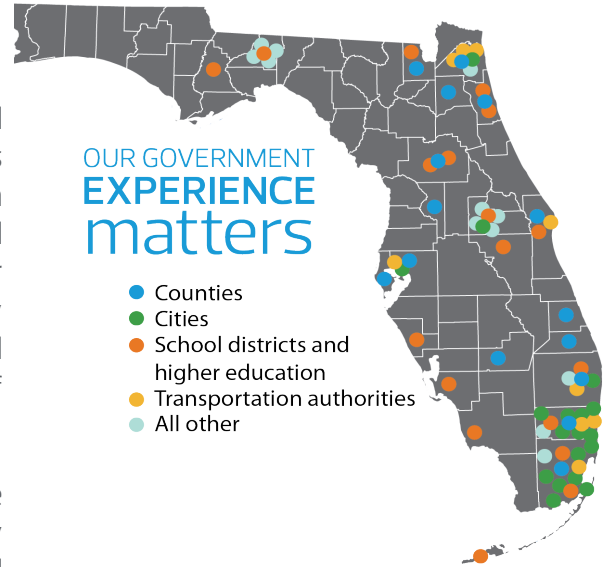 OUR GOVERNMENT
EXPERIENCE
matters
Counties
Cities
School districts and
higher education
Transportation authorities
All other